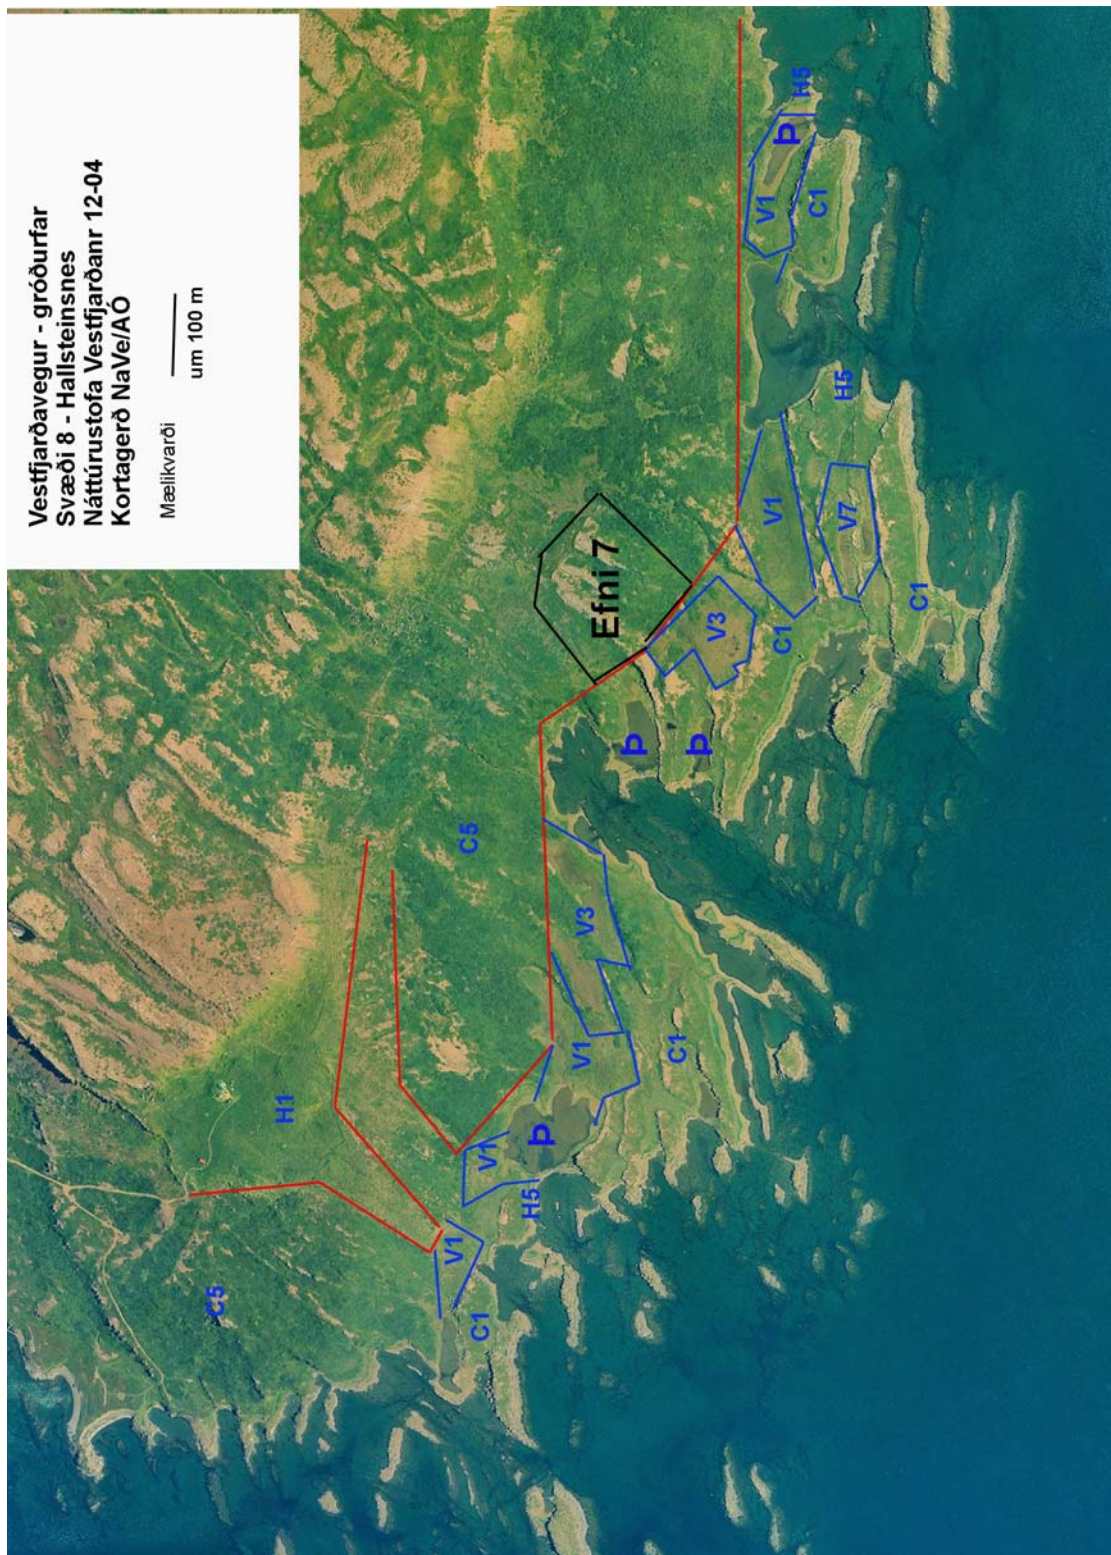 Vestfjarðavegur - gróðurfar
Svæði 8 - Hallsteinsnes
Náttúrustofa Vestfjarðanr 12-04
Kortagerð NaVe/AÓ
Mælikvarði
um 100 m
C5
H1
C5
C1
V1
H5
V1
Þ
V1
V3
C1
Þ
Þ
Efni 7
V3
C1
V1
V7
C1
H5
V1
C1
Þ
H5